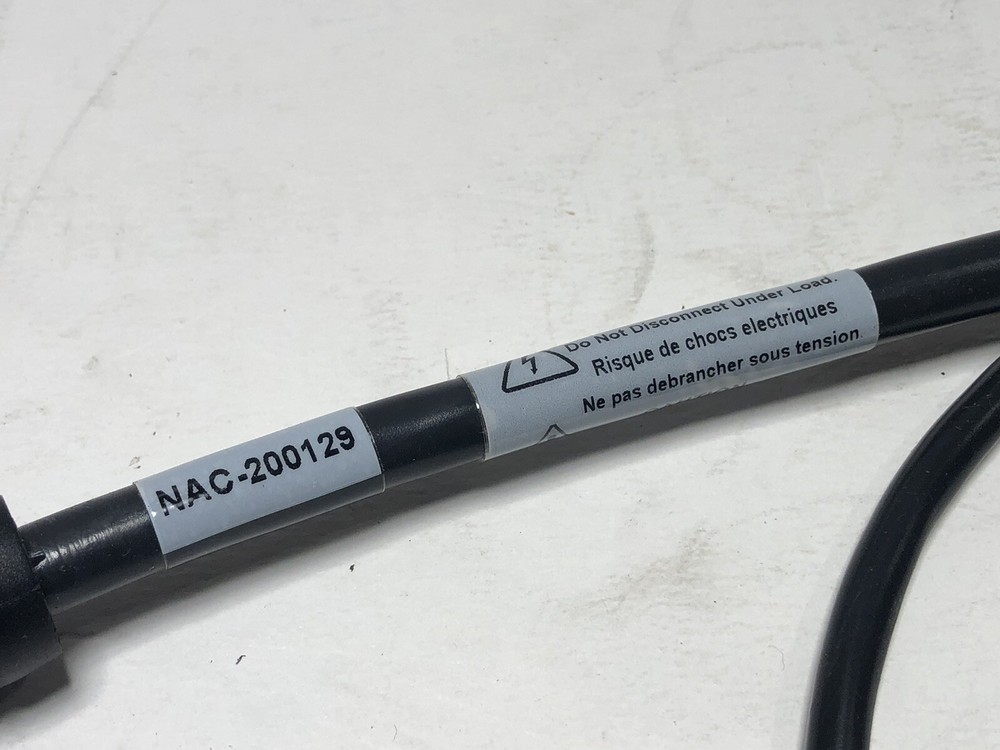 NAC-200129
Do Not Disconnect Under Load.
Risque de chocs electriques
Ne pas debrancher sous tension.